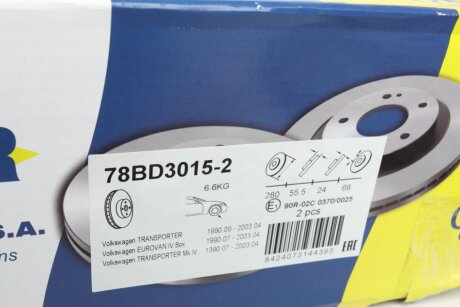 R
S.A.
ns
78BD3015-2
6.6KG
280 55.5 24 68
E 90R-02C 0370/0025
2 pcs
Volkswagen TRANSPORTER 1990.09 - 2003.04
Volkswagen EUROVAN IV Box 1990.07 - 2003.04
Volkswagen TRANSPORTER Mk IV 1990.07 - 2003.04
8424073144393
EAC